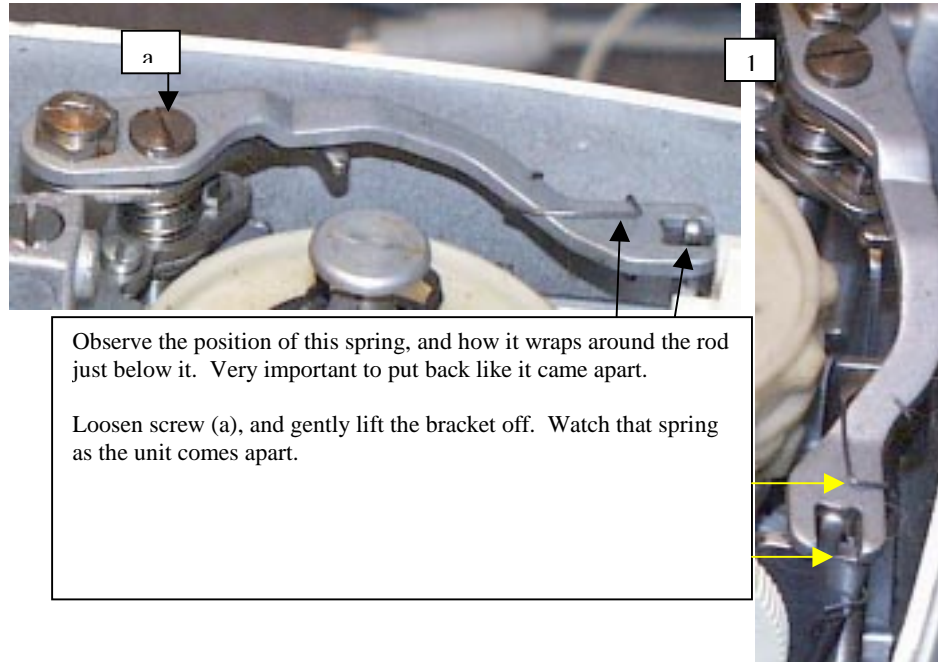 a
1
Observe the position of this spring, and how it wraps around the rod
just below it.  Very important to put back like it came apart.
Loosen screw (a), and gently lift the bracket off.  Watch that spring
as the unit comes apart.